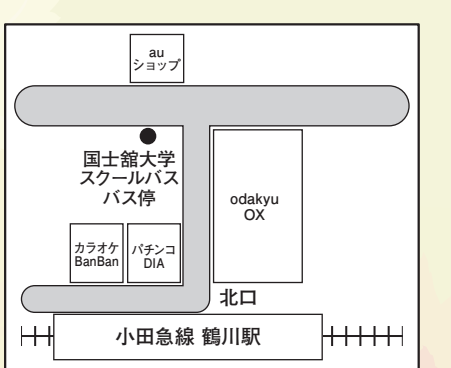 au
ショップ
国士舘大学
スクールバス
バス停
odakyu
OX
カラオケ
BanBan
パチンコ
DIA
北口
小田急線 鶴川駅